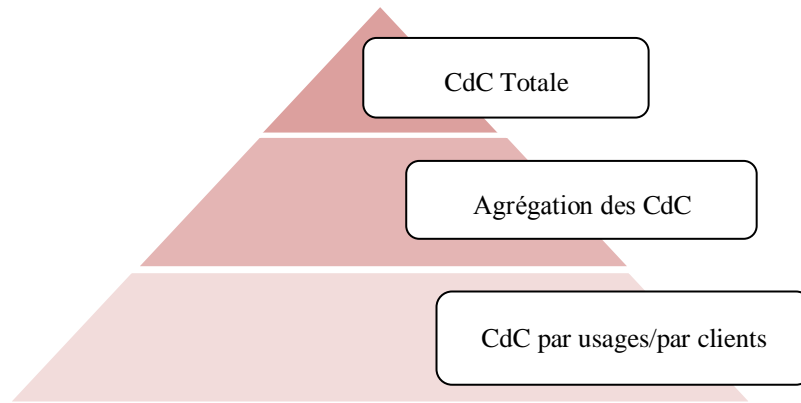 CdC Totale
Agrégation des CdC
CdC par usages/par clients